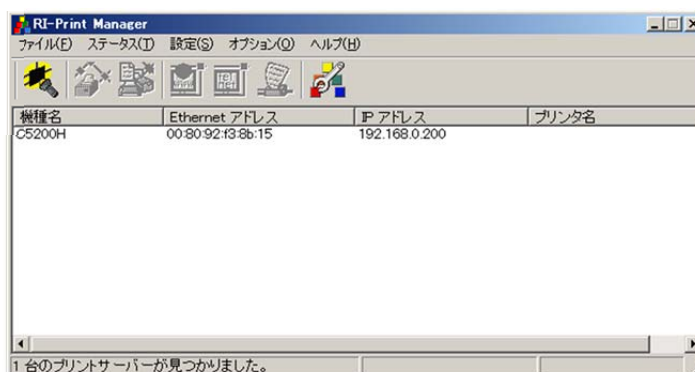 RI-Print Manager
ファイル(F) ステータス(T) 設定(S) オプション(O) ヘルプ(H)
機種名 Ethernet アドレス IP アドレス プリンタ名
C5200H 00:80:92:f3:8b:15 192.168.0.200
1 台のプリントサーバーが見つかりました。